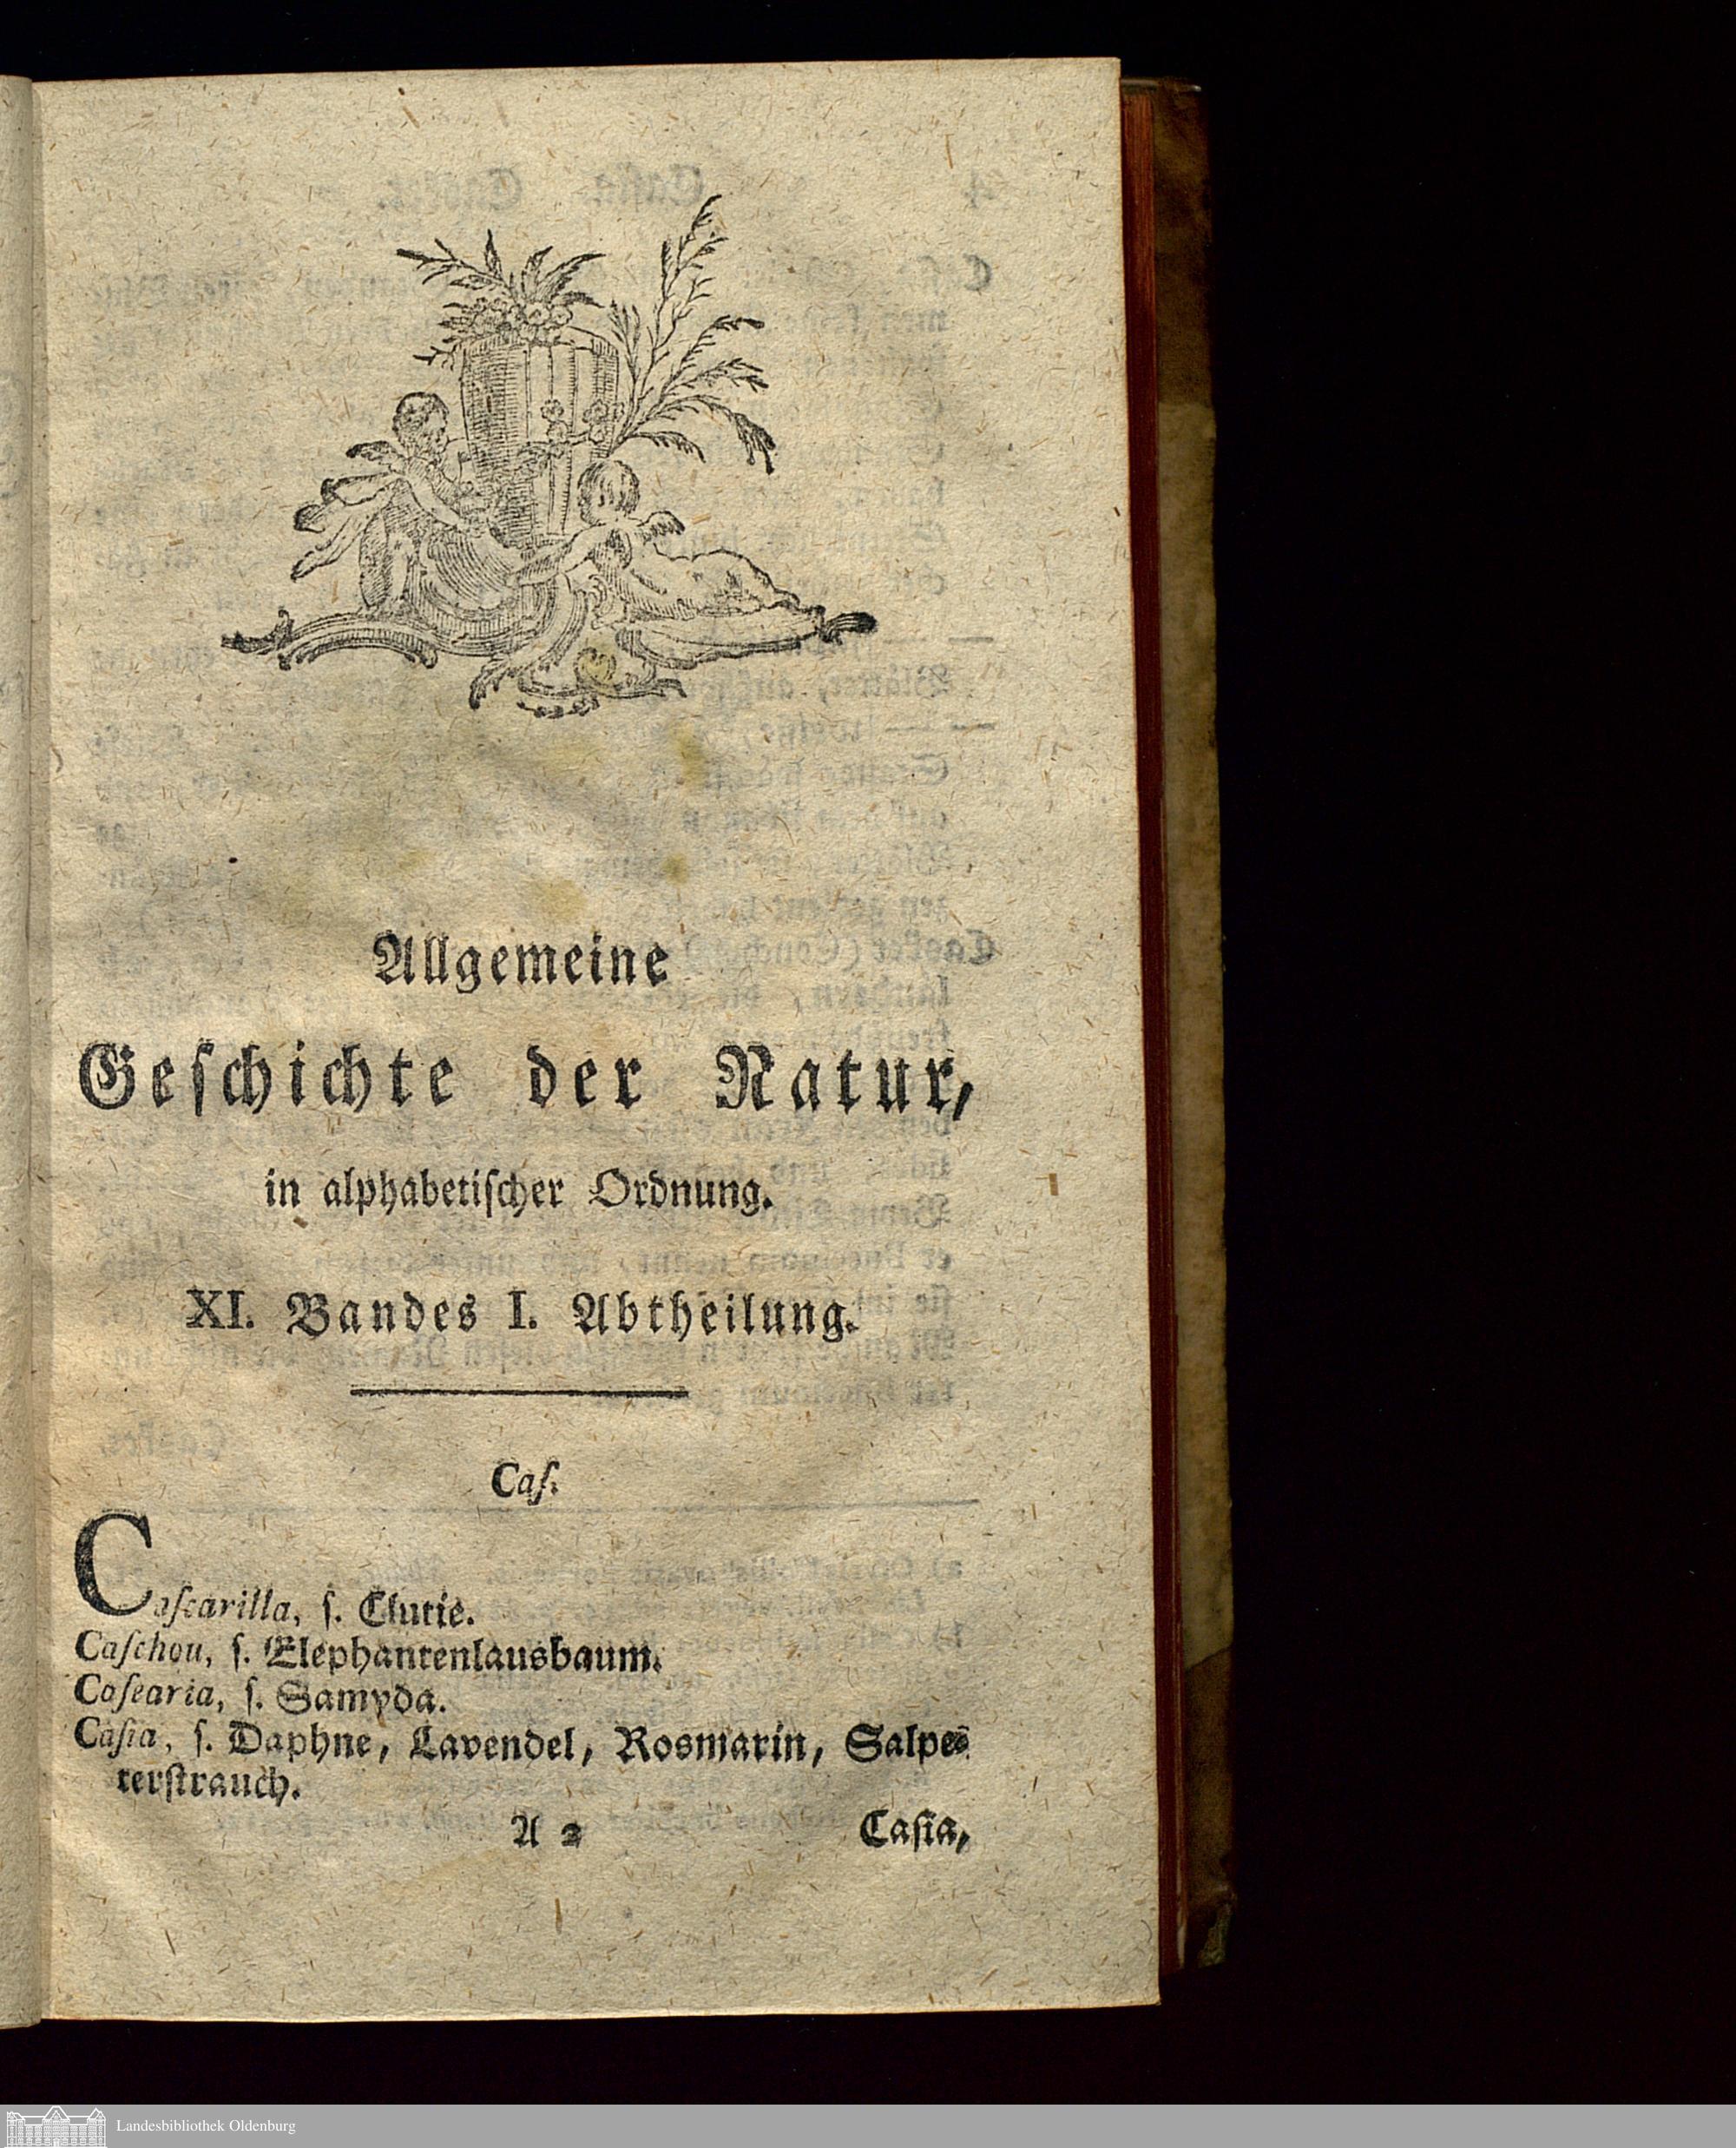 Allgemeine
Geſchichte der Natur,
in alphabetiſcher Ordnung.
XI. Bandes I. Abtheilung.
Caſ.
Caſcarilla, ſ. Clutie.
Caſchou, ſ. Elephantenlausbaum.
Caſearia, ſ. Samyda.
Caſia, ſ. Daphne, Lavendel, Rosmarin, Salpe⸗
terſtrauch.
A 2 Caſia,
Landesbibliothek Oldenburg